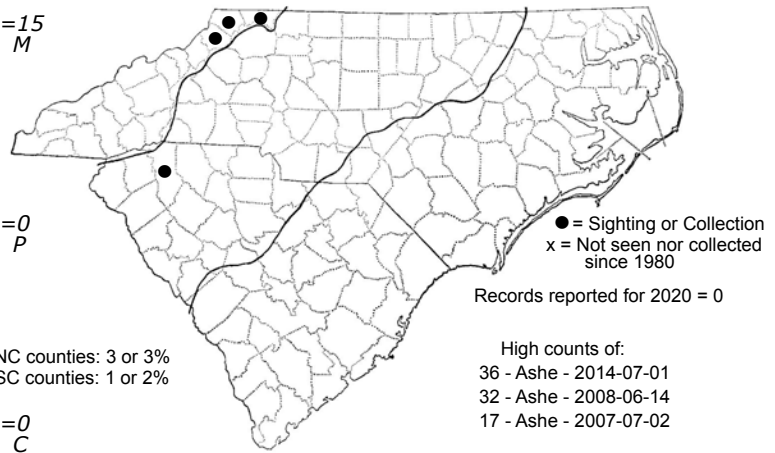 =15
M
=0
P
● = Sighting or Collection
x = Not seen nor collected
since 1980
Records reported for 2020 = 0
NC counties: 3 or 3%
SC counties: 1 or 2%
High counts of:
36 - Ashe - 2014-07-01
32 - Ashe - 2008-06-14
17 - Ashe - 2007-07-02
=0
C